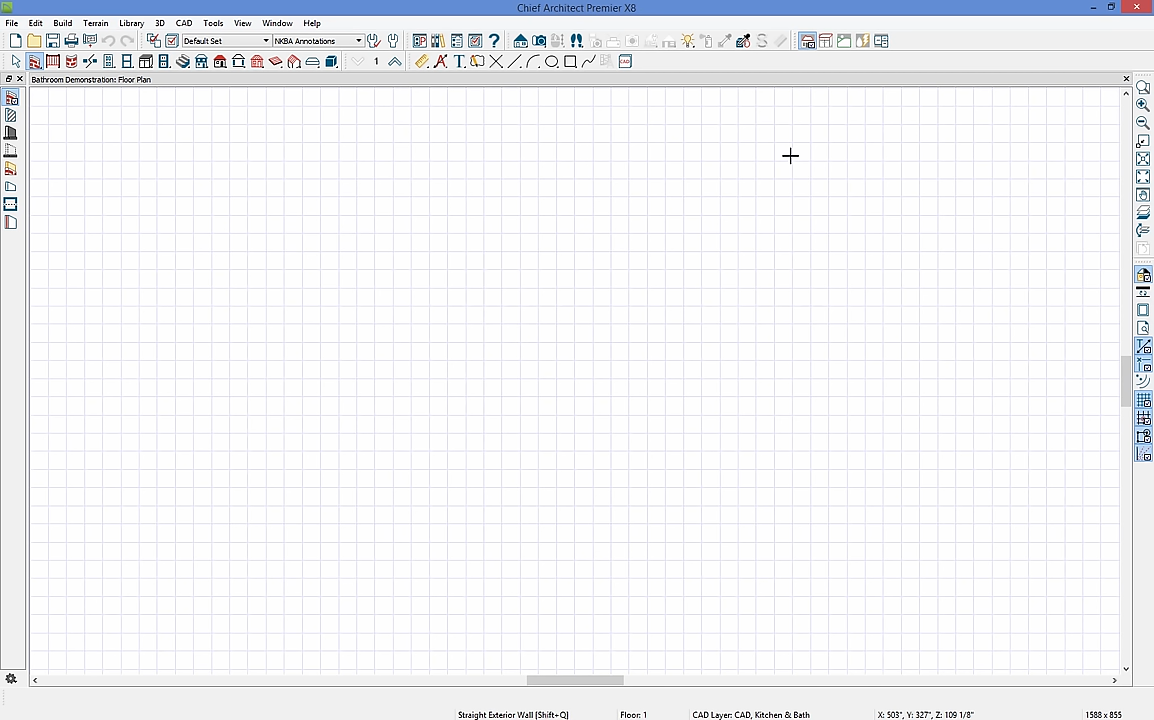 Chief Architect Premier X8
File Edit Build Terrain Library 3D CAD Tools View Window Help
Default Set NKBA Annotations
1 T CAD
Bathroom Demonstration: Floor Plan
Straight Exterior Wall [Shift+Q] Floor: 1 CAD Layer: CAD, Kitchen & Bath X: 503", Y: 327", Z: 109 1/8" 1588 x 855